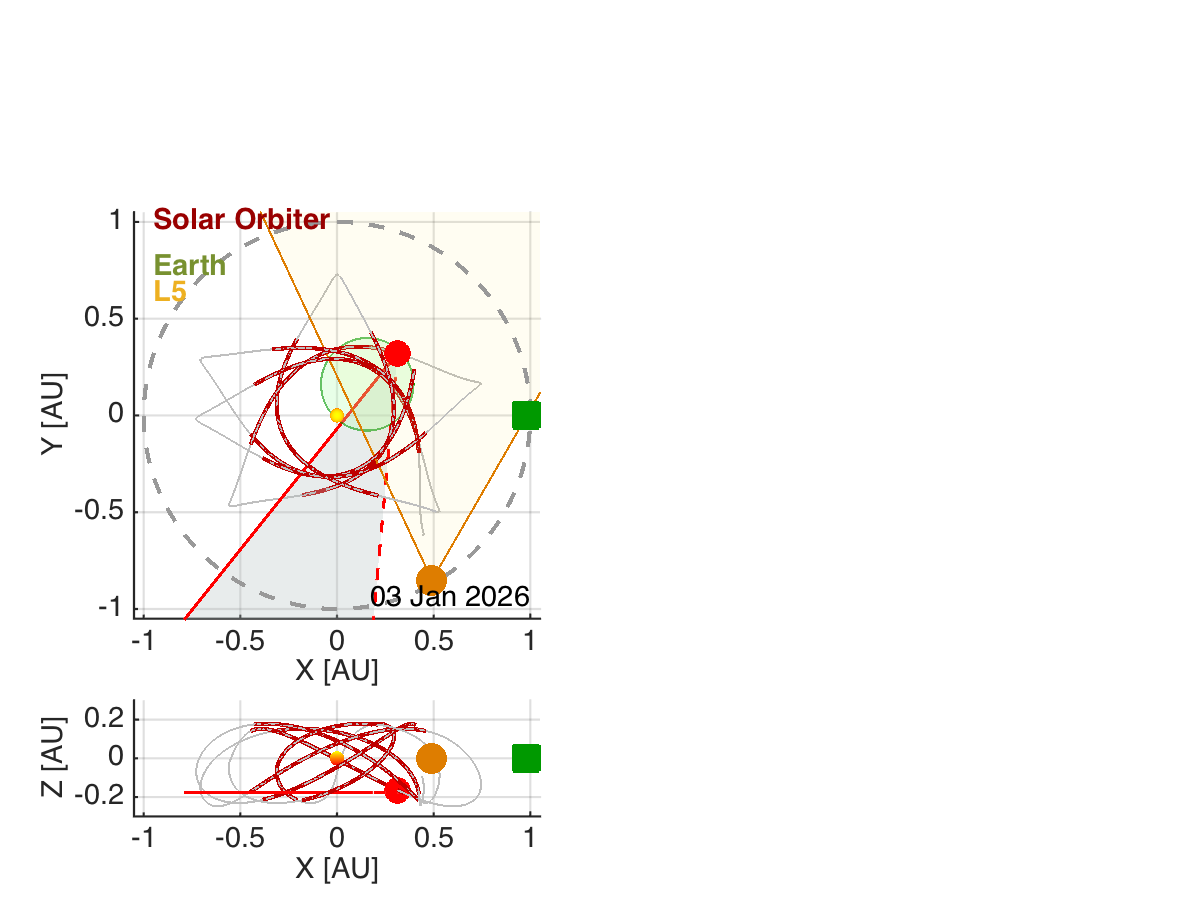 Solar Orbiter
Earth
L5
1
0.5
0
-0.5
-1
Y [AU]
03 Jan 2026
-1 -0.5 0 0.5 1
X [AU]
0.2
0
-0.2
Z [AU]
-1 -0.5 0 0.5 1
X [AU]